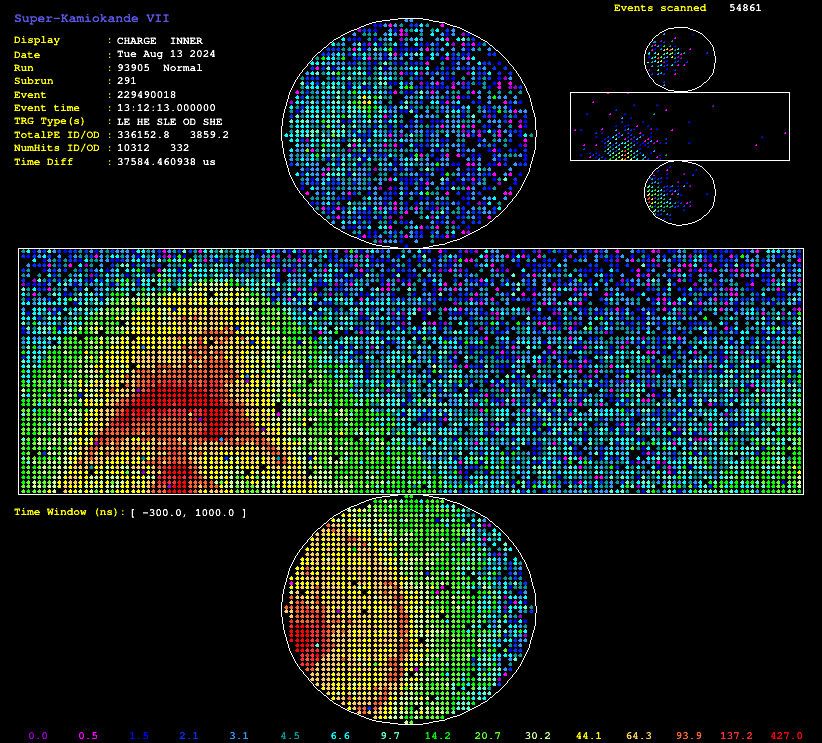 Super-Kamiokande VII
Events scanned 54861
Display : CHARGE INNER
Date : Tue Aug 13 2024
Run : 93905 Normal
Subrun : 291
Event : 229490018
Event time : 13:12:13.000000
TRG Type(s) : LE HE SLE OD SHE
TotalPE ID/OD : 336152.8 3859.2
NumHits ID/OD : 10312 332
Time Diff : 37584.460938 us
Time Window (ns): [ -300.0, 1000.0 ]
0.0 0.5 1.5 2.1 3.1 4.5 6.6 9.7 14.2 20.7 30.2 44.1 64.3 93.9 137.2 427.0